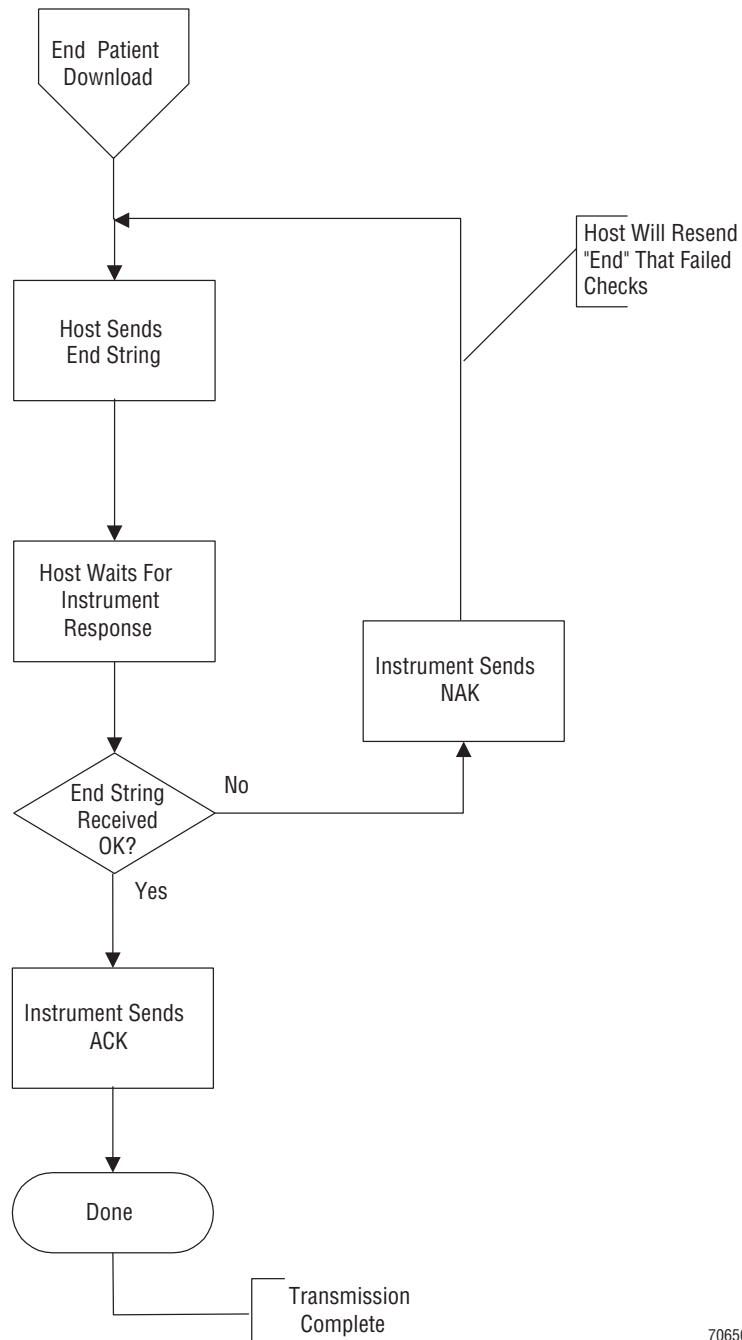 End Patient
Download
Host Will Resend
"End" That Failed
Checks
Host Sends
End String
Host Waits For
Instrument
Response
Instrument Sends
NAK
End String
Received
OK?
No
Yes
Instrument Sends
ACK
Done
Transmission
Complete